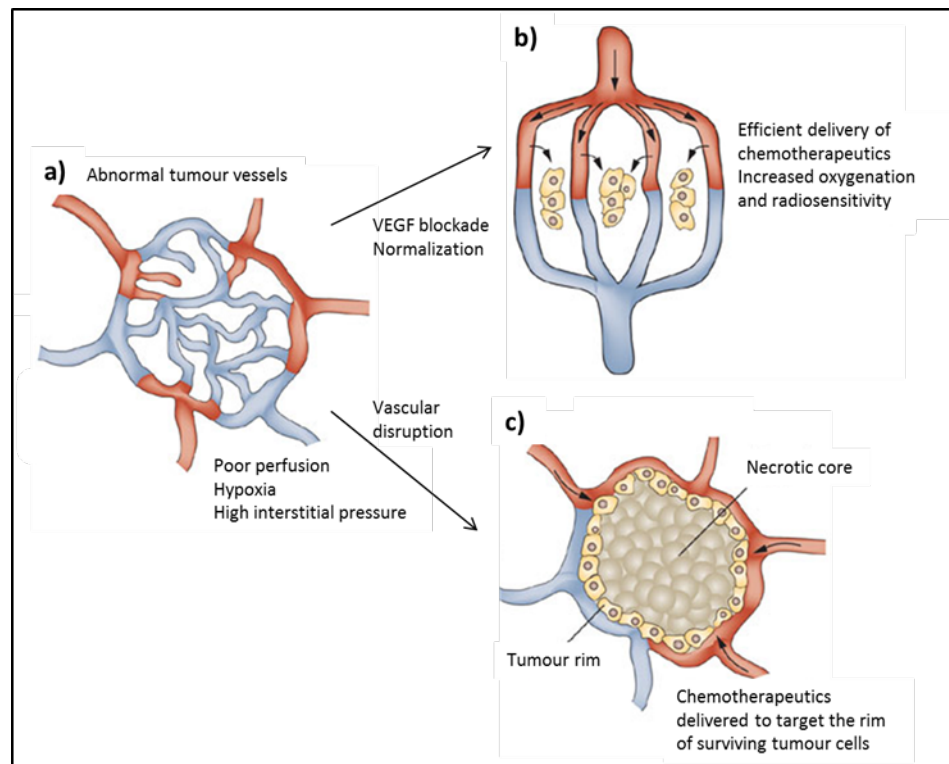 a)
Abnormal tumour vessels
Poor perfusion
Hypoxia
High interstitial pressure
VEGF blockade
Normalization
b)
Efficient delivery of
chemotherapeutics
Increased oxygenation
and radiosensitivity
Vascular
disruption
c)
Necrotic core
Tumour rim
Chemotherapeutics
delivered to target the rim
of surviving tumour cells